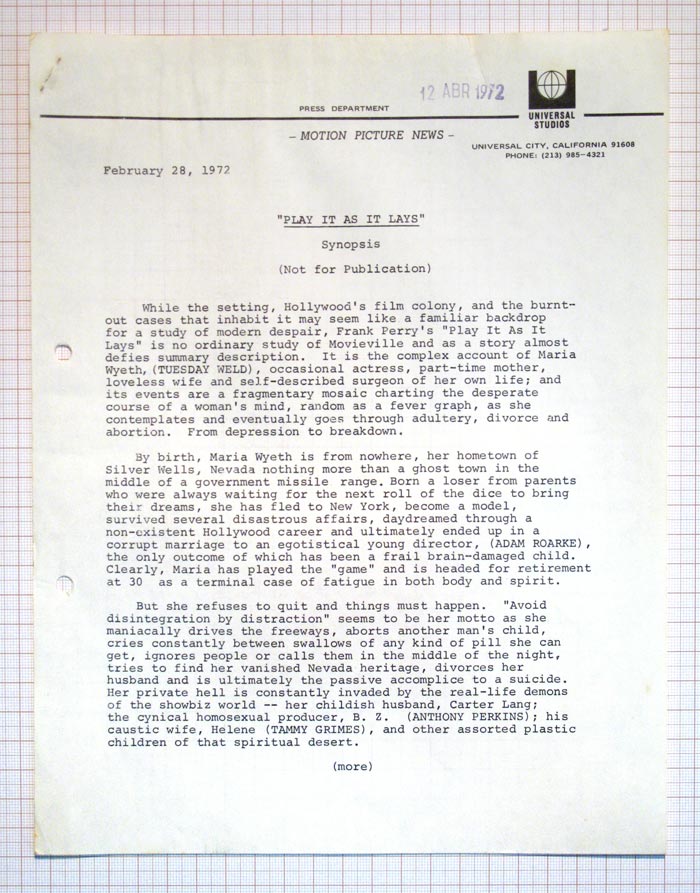 12 ABR 1972
PRESS DEPARTMENT
UNIVERSAL
STUDIOS
– MOTION PICTURE NEWS –
UNIVERSAL CITY, CALIFORNIA 91608
PHONE: (213) 985–4321
February 28, 1972
"PLAY IT AS IT LAYS"
Synopsis
(Not for Publication)
While the setting, Hollywood's film colony, and the burnt-
out cases that inhabit it may seem like a familiar backdrop
for a study of modern despair, Frank Perry's "Play It As It
Lays" is no ordinary study of Movieville and as a story almost
defies summary description. It is the complex account of Maria
Wyeth,(TUESDAY WELD), occasional actress, part-time mother,
loveless wife and self-described surgeon of her own life; and
its events are a fragmentary mosaic charting the desperate
course of a woman's mind, random as a fever graph, as she
contemplates and eventually goes through adultery, divorce and
abortion. From depression to breakdown.
By birth, Maria Wyeth is from nowhere, her hometown of
Silver Wells, Nevada nothing more than a ghost town in the
middle of a government missile range. Born a loser from parents
who were always waiting for the next roll of the dice to bring
their dreams, she has fled to New York, become a model,
survived several disastrous affairs, daydreamed through a
non-existent Hollywood career and ultimately ended up in a
corrupt marriage to an egotistical young director, (ADAM ROARKE),
the only outcome of which has been a frail brain-damaged child.
Clearly, Maria has played the "game" and is headed for retirement
at 30 as a terminal case of fatigue in both body and spirit.
But she refuses to quit and things must happen. "Avoid
disintegration by distraction" seems to be her motto as she
maniacally drives the freeways, aborts another man's child,
cries constantly between swallows of any kind of pill she can
get, ignores people or calls them in the middle of the night,
tries to find her vanished Nevada heritage, divorces her
husband and is ultimately the passive accomplice to a suicide.
Her private hell is constantly invaded by the real-life demons
of the showbiz world -- her childish husband, Carter Lang;
the cynical homosexual producer, B. Z. (ANTHONY PERKINS); his
caustic wife, Helene (TAMMY GRIMES), and other assorted plastic
children of that spiritual desert.
(more)